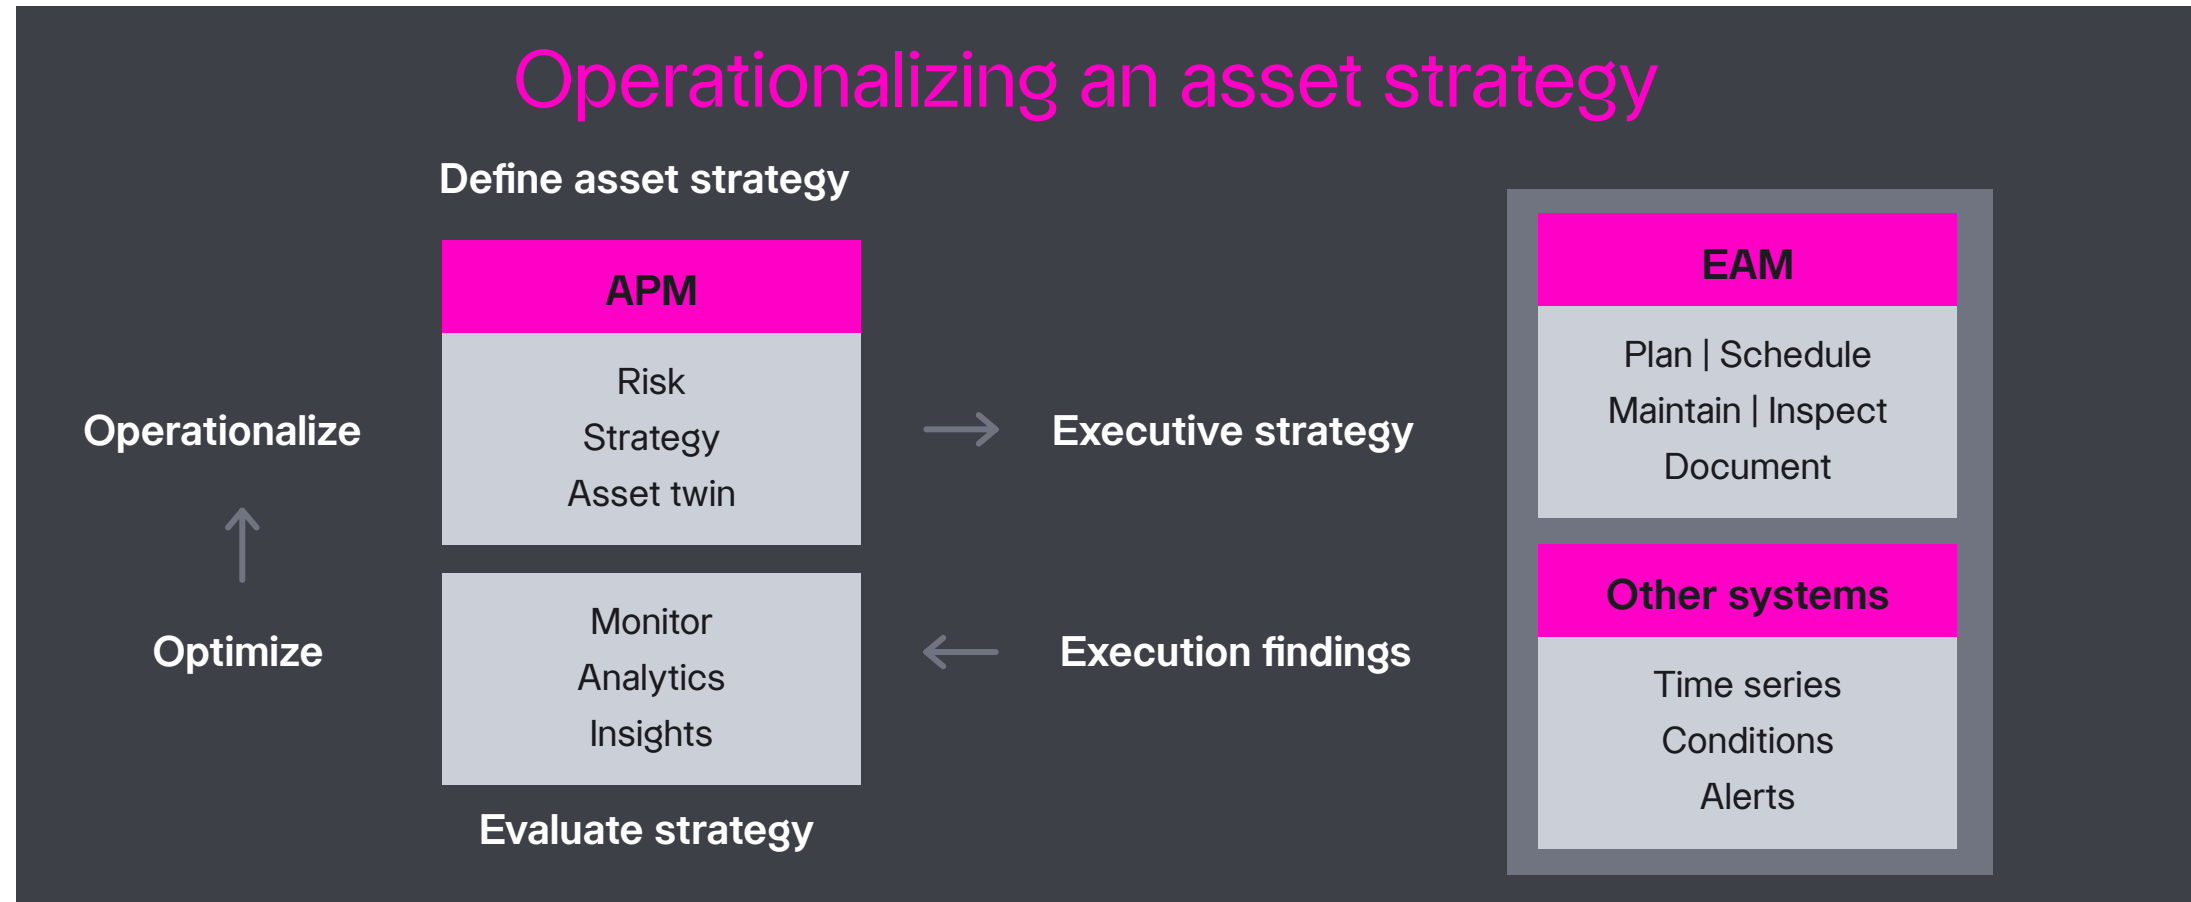 Operationalizing an asset strategy
Define asset strategy
APM
Risk
Strategy
Asset twin
Operationalize
Optimize
Monitor
Analytics
Insights
Evaluate strategy
Executive strategy
Execution findings
EAM
Plan | Schedule
Maintain | Inspect
Document
Other systems
Time series
Conditions
Alerts